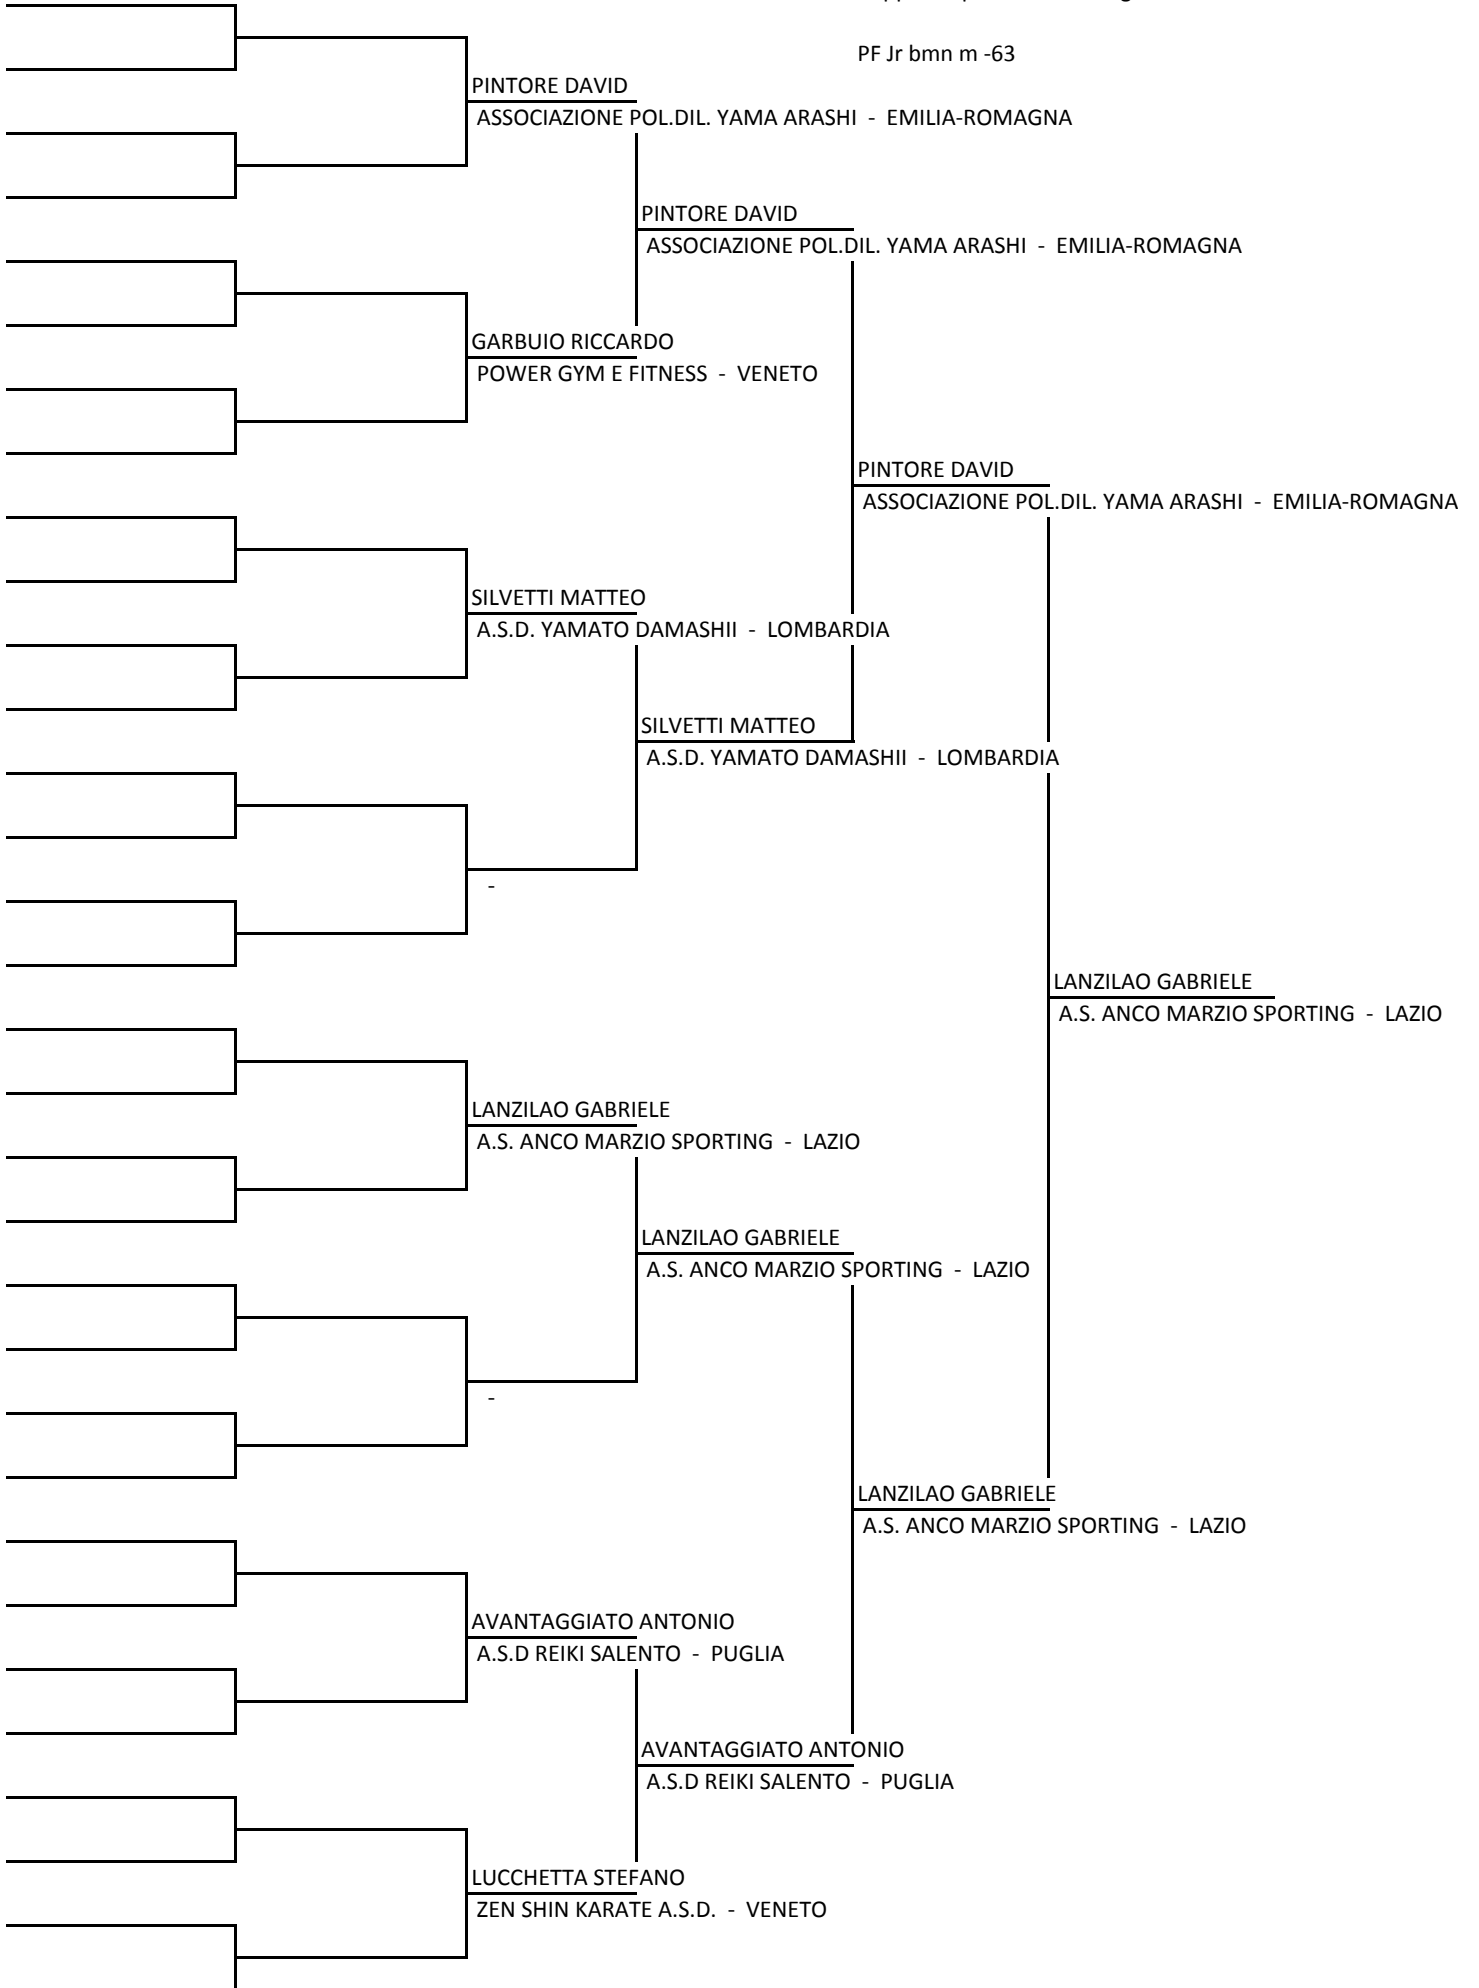 PF Jr bmn m -63
PINTORE DAVID
ASSOCIAZIONE POL.DIL. YAMA ARASHI - EMILIA-ROMAGNA
PINTORE DAVID
ASSOCIAZIONE POL.DIL. YAMA ARASHI - EMILIA-ROMAGNA
GARBUIO RICCARDO
POWER GYM E FITNESS - VENETO
PINTORE DAVID
ASSOCIAZIONE POL.DIL. YAMA ARASHI - EMILIA-ROMAGNA
SILVETTI MATTEO
A.S.D. YAMATO DAMASHII - LOMBARDIA
SILVETTI MATTEO
A.S.D. YAMATO DAMASHII - LOMBARDIA
-
LANZILAO GABRIELE
A.S. ANCO MARZIO SPORTING - LAZIO
LANZILAO GABRIELE
A.S. ANCO MARZIO SPORTING - LAZIO
LANZILAO GABRIELE
A.S. ANCO MARZIO SPORTING - LAZIO
-
LANZILAO GABRIELE
A.S. ANCO MARZIO SPORTING - LAZIO
AVANTAGGIATO ANTONIO
A.S.D REIKI SALENTO - PUGLIA
AVANTAGGIATO ANTONIO
A.S.D REIKI SALENTO - PUGLIA
LUCCHETTA STEFANO
ZEN SHIN KARATE A.S.D. - VENETO